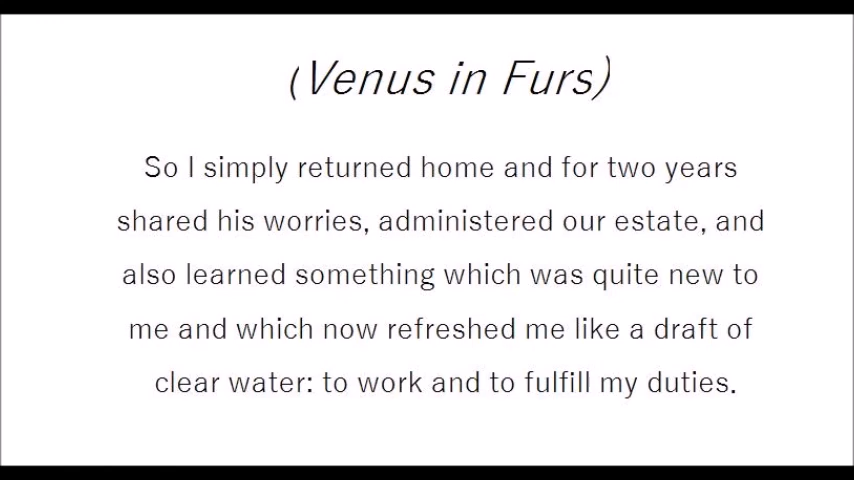 (Venus in Furs)
So I simply returned home and for two years
shared his worries, administered our estate, and
also learned something which was quite new to
me and which now refreshed me like a draft of
clear water: to work and to fulfill my duties.